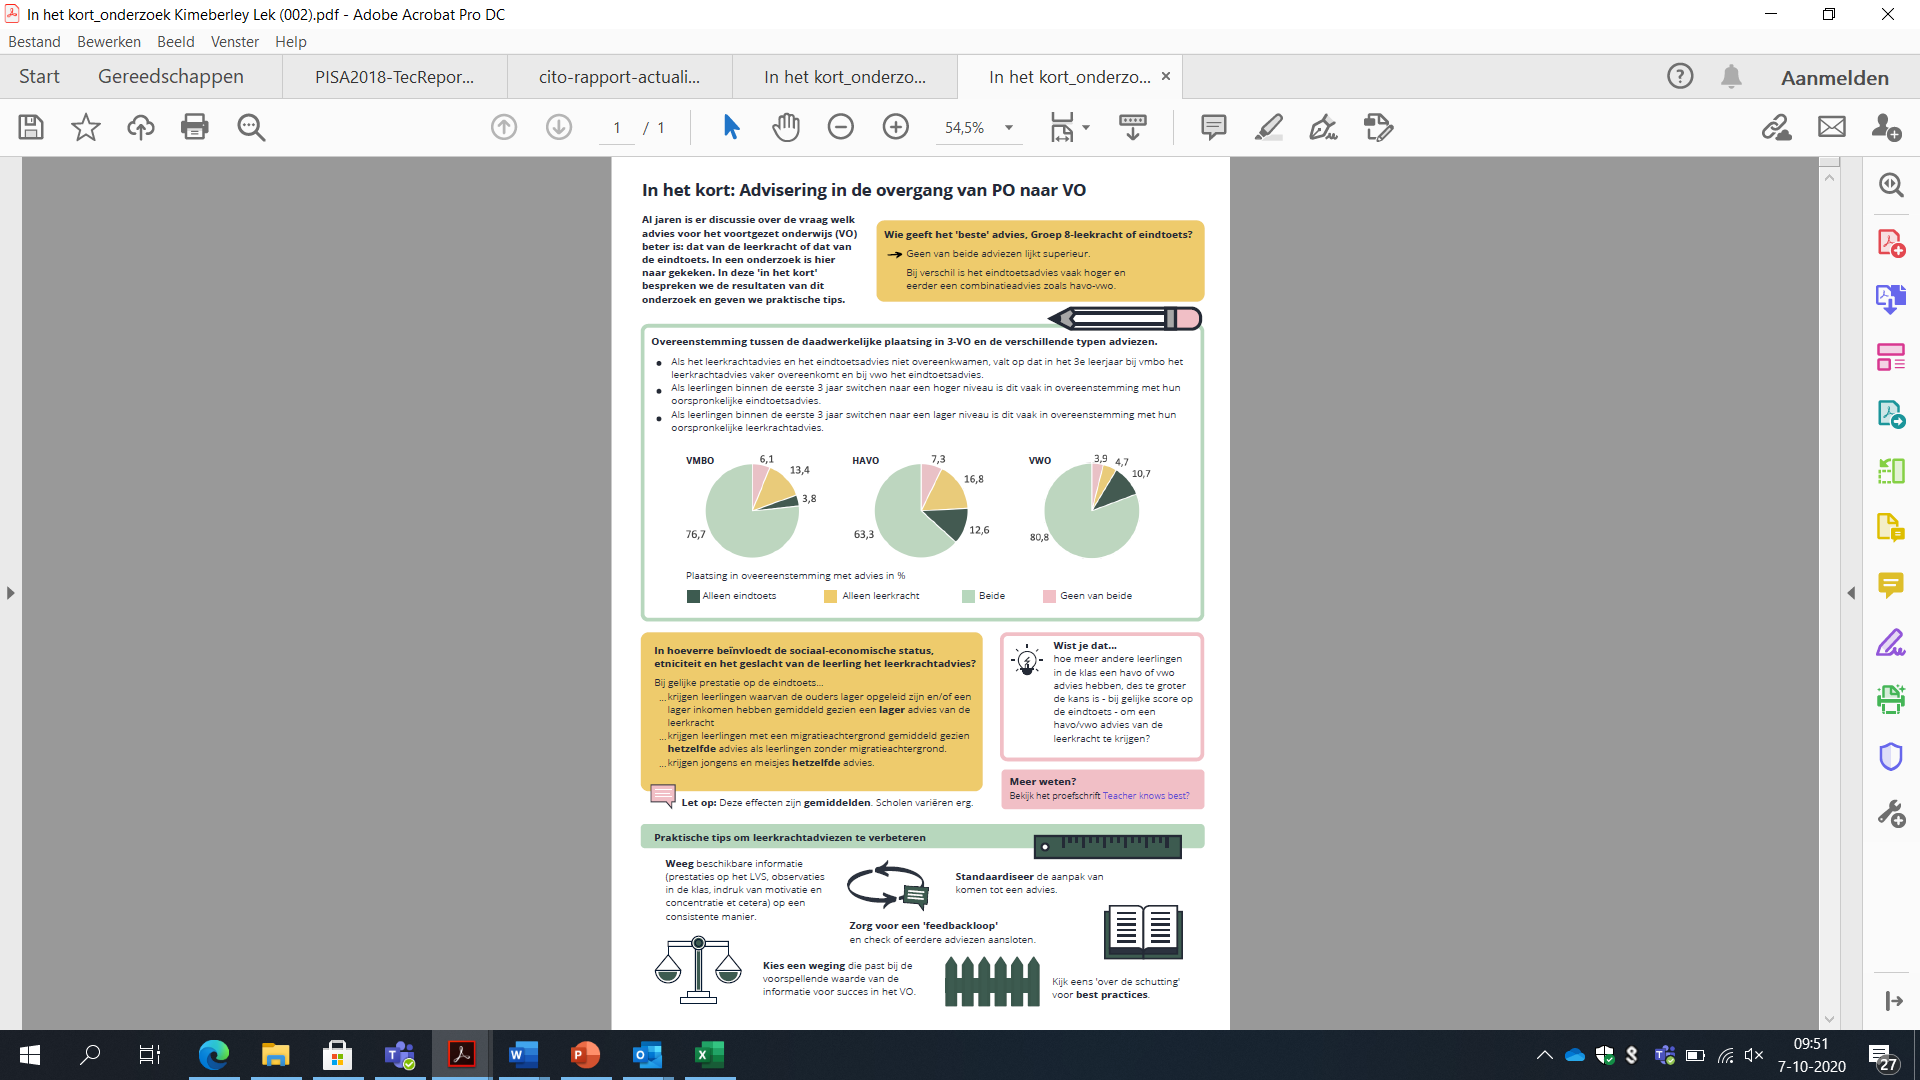 In het kort_onderzoek Kimeberley Lek (002).pdf - Adobe Acrobat Pro DC
Bestand Bewerken Beeld Venster Help
Start Gereedschappen PISA2018-TecRepor... cito-rapport-actuali... In het kort_onderzo... In het kort_onderzo... × Aanmelden
1 / 1 54,5%
In het kort: Advisering in de overgang van PO naar VO
Al jaren is er discussie over de vraag welk
advies voor het voortgezet onderwijs (VO)
beter is: dat van de leerkracht of dat van
de eindtoets. In een onderzoek is hier
naar gekeken. In deze 'in het kort'
bespreken we de resultaten van dit
onderzoek en geven we praktische tips.
Wie geeft het 'beste' advies, Groep 8-leekracht of eindtoets?
Geen van beide adviezen lijkt superieur.
Bij verschil is het eindtoetsadvies vaak hoger en
eerder een combinatieadvies zoals havo-vwo.
Overeenstemming tussen de daadwerkelijke plaatsing in 3-VO en de verschillende typen adviezen.
• Als het leerkrachtadvies en het eindtoetsadvies niet overeenkwamen, valt op dat in het 3e leerjaar bij vmbo het
leerkrachtadvies vaker overeenkomt en bij vwo het eindtoetsadvies.
• Als leerlingen binnen de eerste 3 jaar switchen naar een hoger niveau is dit vaak in overeenstemming met hun
oorspronkelijke eindtoetsadvies.
• Als leerlingen binnen de eerste 3 jaar switchen naar een lager niveau is dit vaak in overeenstemming met hun
oorspronkelijke leerkrachtadvies.
VMBO
6,1
13,4
3,8
76,7
HAVO
7,3
16,8
12,6
63,3
VWO
3,9
4,7
10,7
80,8
Plaatsing in oveereenstemming met advies in %
Alleen eindtoets Alleen leerkracht Beide Geen van beide
In hoeverre beïnvloedt de sociaal-economische status,
etniciteit en het geslacht van de leerling het leerkrachtadvies?
Bij gelijke prestatie op de eindtoets...
... krijgen leerlingen waarvan de ouders lager opgeleid zijn en/of een
lager inkomen hebben gemiddeld gezien een lager advies van de
leerkracht
... krijgen leerlingen met een migratieachtergrond gemiddeld gezien
hetzelfde advies als leerlingen zonder migratieachtergrond.
... krijgen jongens en meisjes hetzelfde advies.
Let op: Deze effecten zijn gemiddelden. Scholen variëren erg.
Wist je dat...
hoe meer andere leerlingen
in de klas een havo of vwo
advies hebben, des te groter
de kans is - bij gelijke score op
de eindtoets - om een
havo/vwo advies van de
leerkracht te krijgen?
Meer weten?
Bekijk het proefschrift Teacher knows best?
Praktische tips om leerkrachtadviezen te verbeteren
Weeg beschikbare informatie
(prestaties op het LVS, observaties
in de klas, indruk van motivatie en
concentratie et cetera) op een
consistente manier.
Standaardiseer de aanpak van
komen tot een advies.
Zorg voor een 'feedbackloop'
en check of eerdere adviezen aansloten.
Kies een weging die past bij de
voorspellende waarde van de
informatie voor succes in het VO.
Kijk eens 'over de schutting'
voor best practices.
09:51
7-10-2020
27